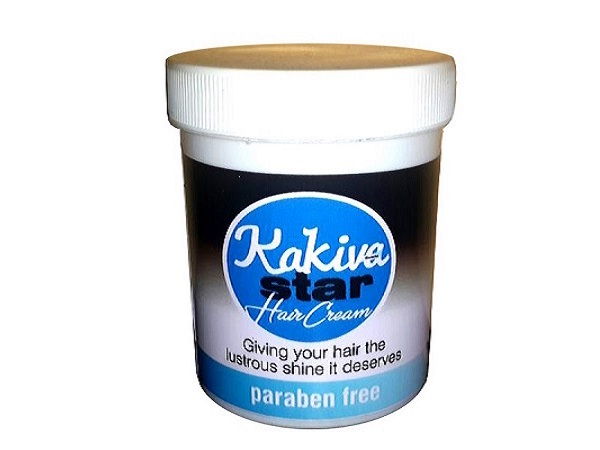 Kakiva
star
Hair Cream
Giving your hair the
lustrous shine it deserves
paraben free